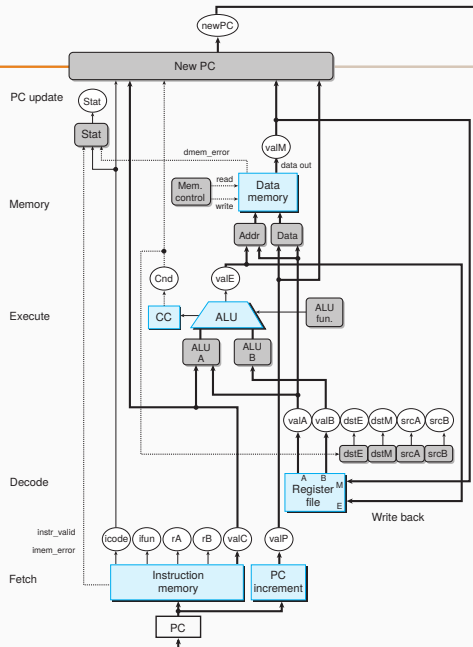 newPC
New PC
PC update
Stat
Stat
valM
dmem_error
data out
read
Mem.
control
Data
memory
write
Memory
Addr
Data
Cnd
valE
CC
ALU
ALU
fun.
Execute
ALU
A
ALU
B
valA
valB
dstE
dstM
srcA
srcB
dstE
dstM
srcA
srcB
Decode
A
B
M
Register
file
E
Write back
instr_valid
icode
ifun
rA
rB
valC
valP
imem_error
Fetch
Instruction
memory
PC
increment
PC